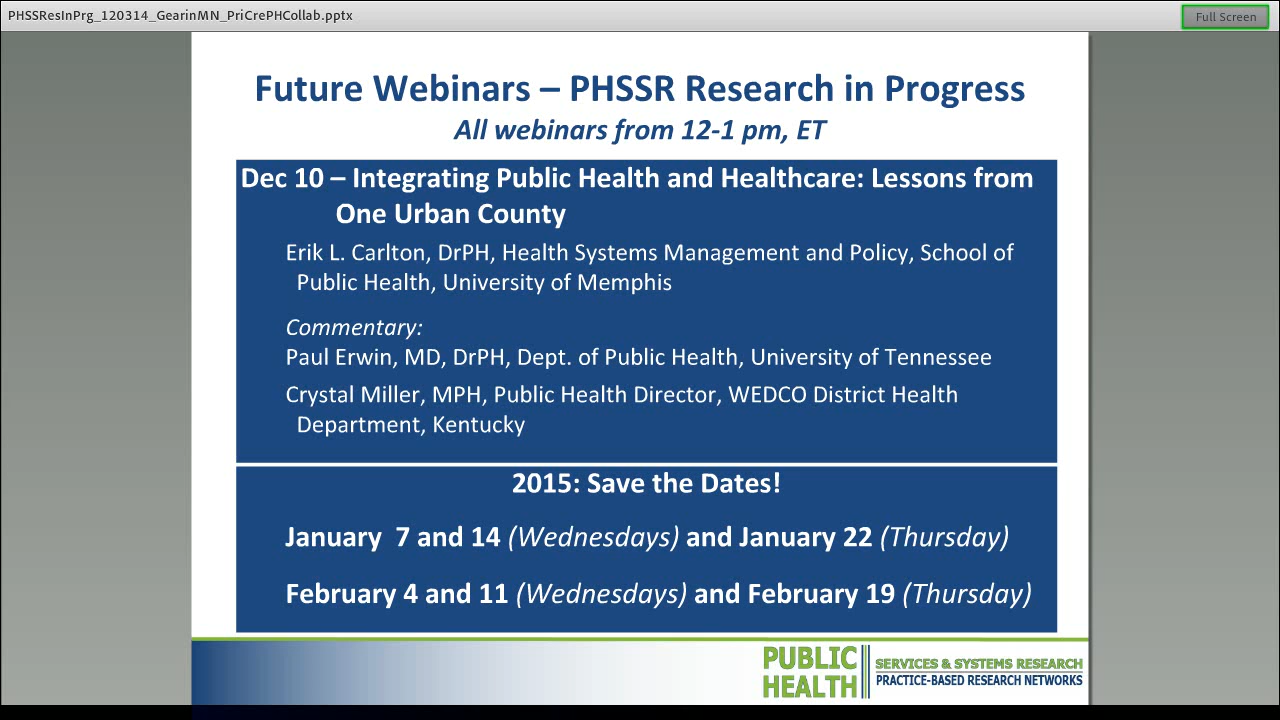 PHSSResInPrg_120314_GearinMN_PriCrePHCollab.pptx
Full Screen
Future Webinars – PHSSR Research in Progress
All webinars from 12-1 pm, ET
Dec 10 – Integrating Public Health and Healthcare: Lessons from
One Urban County
Erik L. Carlton, DrPH, Health Systems Management and Policy, School of
Public Health, University of Memphis
Commentary:
Paul Erwin, MD, DrPH, Dept. of Public Health, University of Tennessee
Crystal Miller, MPH, Public Health Director, WEDCO District Health
Department, Kentucky
2015: Save the Dates!
January  7 and 14 (Wednesdays) and January 22 (Thursday)
February 4 and 11 (Wednesdays) and February 19 (Thursday)
PUBLIC
HEALTH
SERVICES & SYSTEMS RESEARCH
PRACTICE-BASED RESEARCH NETWORKS